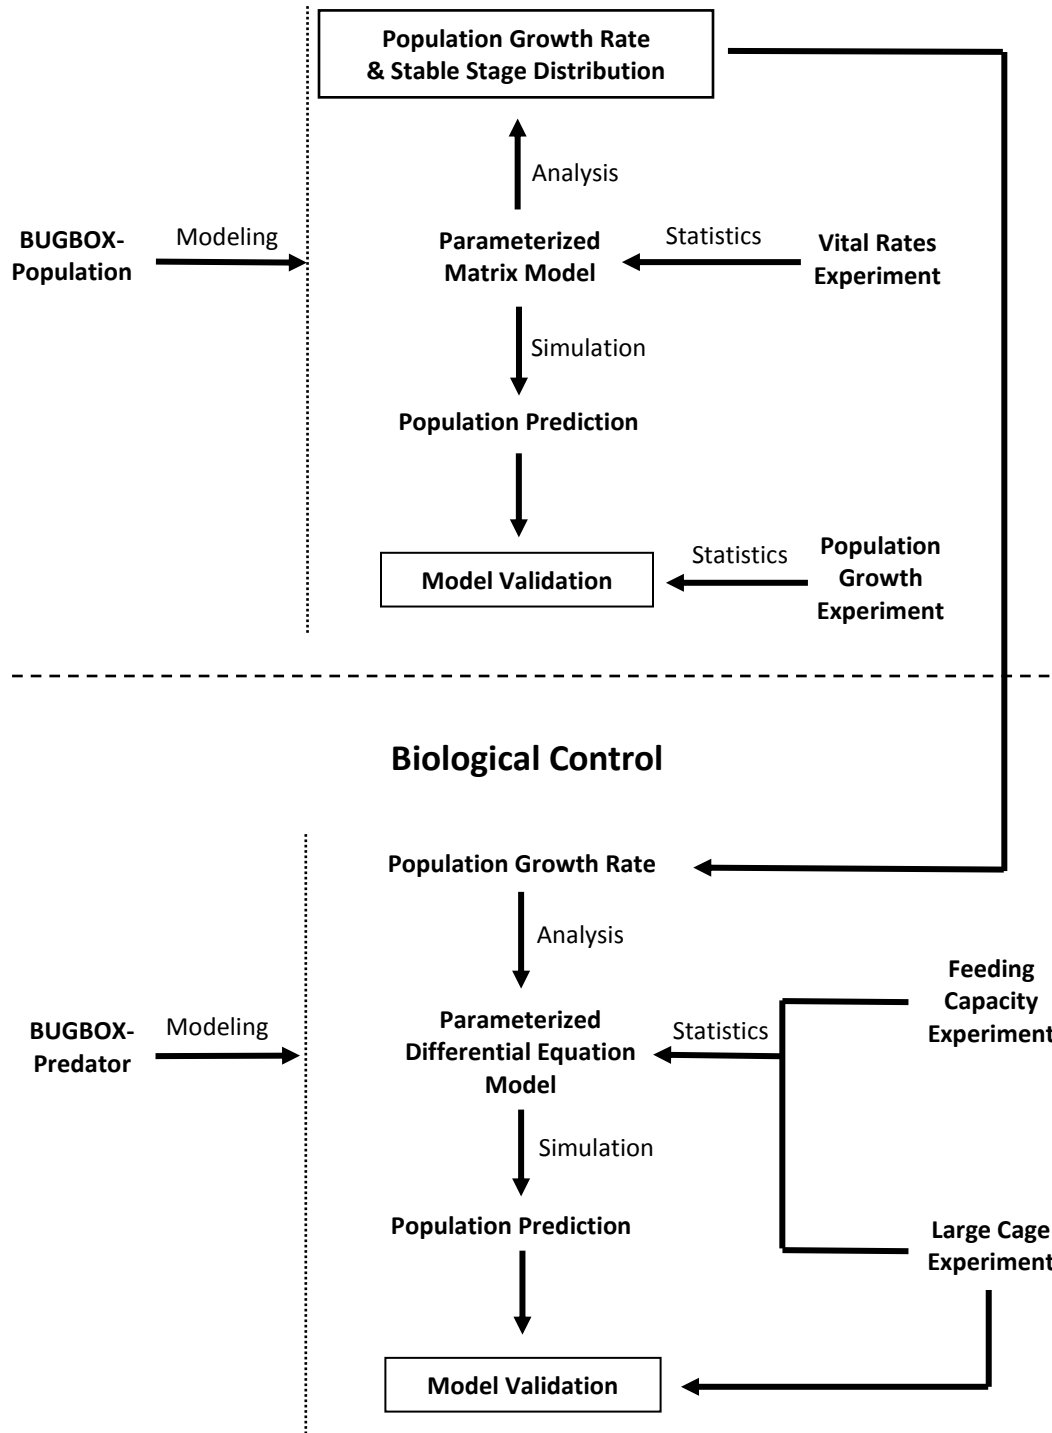 Population Growth Rate
& Stable Stage Distribution
Analysis
BUGBOX-
Population
Modeling
Parameterized
Matrix Model
Statistics
Vital Rates
Experiment
Simulation
Population Prediction
Model Validation
Statistics
Population
Growth
Experiment
Biological Control
Population Growth Rate
Analysis
BUGBOX-
Predator
Modeling
Parameterized
Differential Equation
Model
Statistics
Feeding
Capacity
Experiment
Simulation
Population Prediction
Large Cage
Experiment
Model Validation